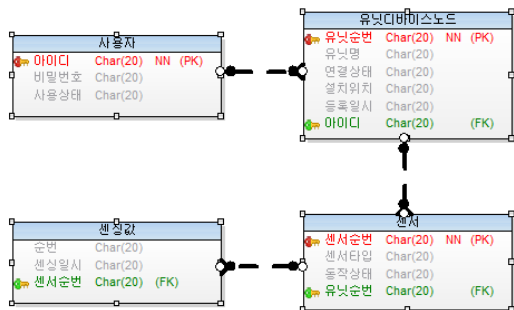 사용자
아이디 Char(20) NN (PK)
비밀번호 Char(20)
사용상태 Char(20)
유닛디바이스노드
유닛순번 Char(20) NN (PK)
유닛명 Char(20)
연결상태 Char(20)
설치위치 Char(20)
등록일시 Char(20)
아이디 Char(20) (FK)
센싱값
순번 Char(20)
센싱일시 Char(20)
센서순번 Char(20) (FK)
센서
센서순번 Char(20) NN (PK)
센서타입 Char(20)
동작상태 Char(20)
유닛순번 Char(20) (FK)